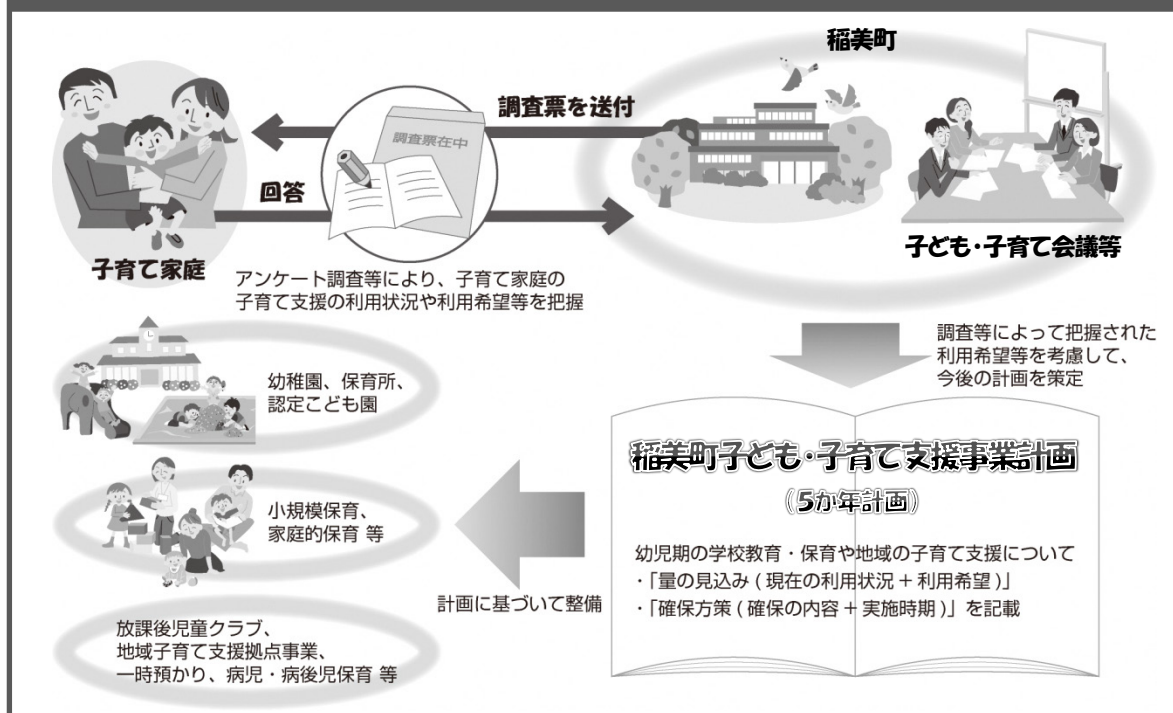 稲美町
調査票を送付
調査票在中
回答
子育て家庭
子ども・子育て会議等
アンケート調査等により、子育て家庭の
子育て支援の利用状況や利用希望等を把握
調査等によって把握された
利用希望等を考慮して、
今後の計画を策定
稲美町子ども・子育て支援事業計画
(5か年計画)
幼児期の学校教育・保育や地域の子育て支援について
・「量の見込み(現在の利用状況+利用希望)」
・「確保方策(確保の内容+実施時期)」を記載
計画に基づいて整備
幼稚園、保育所、
認定こども園
小規模保育、
家庭的保育 等
放課後児童クラブ、
地域子育て支援拠点事業、
一時預かり、病児・病後児保育 等